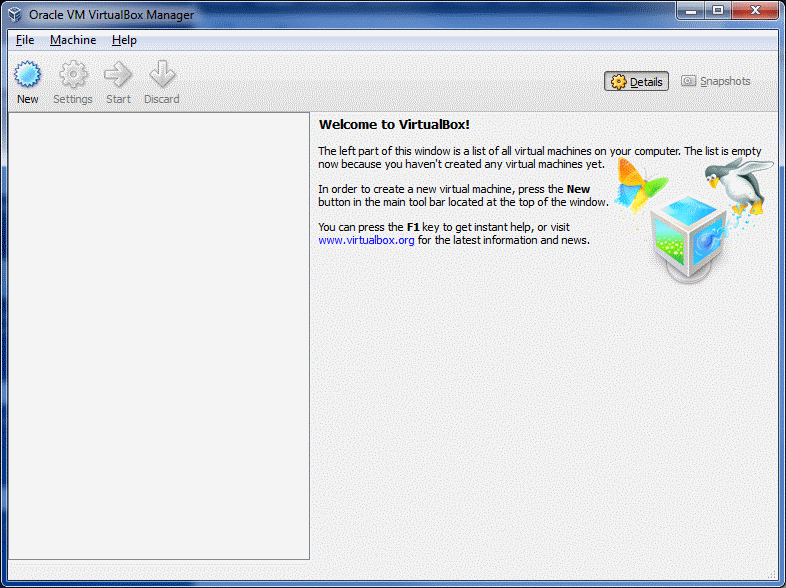 Oracle VM VirtualBox Manager
File Machine Help
New Settings Start Discard
Details Snapshots
Welcome to VirtualBox!
The left part of this window is a list of all virtual machines on your computer. The list is empty
now because you haven't created any virtual machines yet.
In order to create a new virtual machine, press the New
button in the main tool bar located at the top of the window.
You can press the F1 key to get instant help, or visit
www.virtualbox.org for the latest information and news.